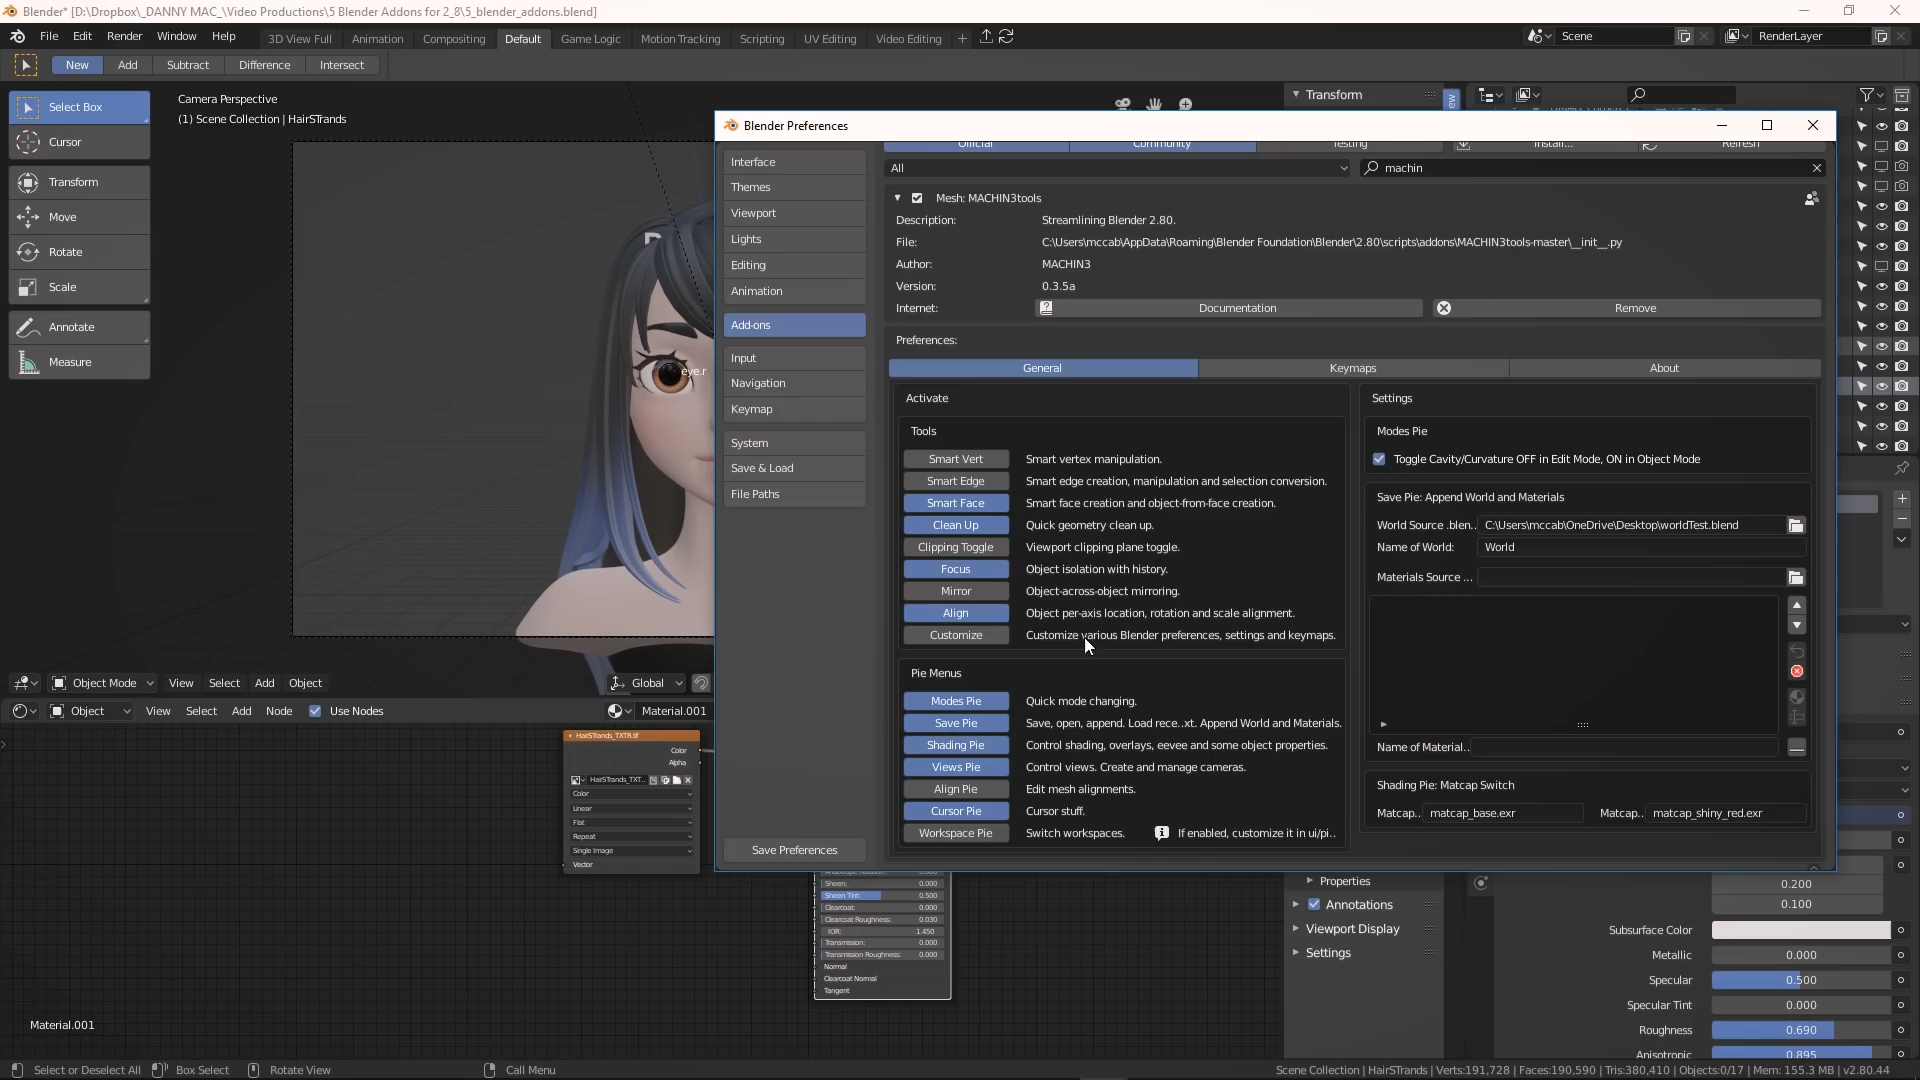 Blender* [D:\Dropbox\_DANNY MAC_\Video Productions\5 Blender Addons for 2_8\5_blender_addons.blend]
File Edit Render Window Help 3D View Full Animation Compositing Default Game Logic Motion Tracking Scripting UV Editing Video Editing Scene RenderLayer
New Add Subtract Difference Intersect
Select Box
Cursor
Transform
Move
Rotate
Scale
Annotate
Measure
Camera Perspective
(1) Scene Collection | HairSTrands
eye.r
Transform
Blender Preferences
Interface
Themes
Viewport
Lights
Editing
Animation
Add-ons
Input
Navigation
Keymap
System
Save & Load
File Paths
Save Preferences
Official Community Testing Install... Refresh
All machin
Mesh: MACHIN3tools
Description: Streamlining Blender 2.80.
File: C:\Users\mccab\AppData\Roaming\Blender Foundation\Blender\2.80\scripts\addons\MACHIN3tools-master\__init__.py
Author: MACHIN3
Version: 0.3.5a
Internet: Documentation Remove
Preferences:
General Keymaps About
Activate
Tools
Smart Vert Smart vertex manipulation.
Smart Edge Smart edge creation, manipulation and selection conversion.
Smart Face Smart face creation and object-from-face creation.
Clean Up Quick geometry clean up.
Clipping Toggle Viewport clipping plane toggle.
Focus Object isolation with history.
Mirror Object-across-object mirroring.
Align Object per-axis location, rotation and scale alignment.
Customize Customize various Blender preferences, settings and keymaps.
Pie Menus
Modes Pie Quick mode changing.
Save Pie Save, open, append. Load rece..xt. Append World and Materials.
Shading Pie Control shading, overlays, eevee and some object properties.
Views Pie Control views. Create and manage cameras.
Align Pie Edit mesh alignments.
Cursor Pie Cursor stuff.
Workspace Pie Switch workspaces. If enabled, customize it in ui/pi..
Settings
Modes Pie
Toggle Cavity/Curvature OFF in Edit Mode, ON in Object Mode
Save Pie: Append World and Materials
World Source .blen.. C:\Users\mccab\OneDrive\Desktop\worldTest.blend
Name of World: World
Materials Source ...
Name of Material..
Shading Pie: Matcap Switch
Matcap.. matcap_base.exr Matcap.. matcap_shiny_red.exr
Object Mode View Select Add Object Global
Object View Select Add Node Use Nodes Material.001
HairSTrands_TXTR.tif
Color
Alpha
HairSTrands_TXT..
Color
Linear
Flat
Repeat
Single Image
Vector
Sheen: 0.000
Sheen Tint: 0.500
Clearcoat: 0.000
Clearcoat Roughness: 0.030
IOR: 1.450
Transmission: 0.000
Transmission Roughness: 0.000
Normal
Clearcoat Normal
Tangent
Material.001
Properties
Annotations
Viewport Display
Settings
0.200
0.100
Subsurface Color
Metallic 0.000
Specular 0.500
Specular Tint 0.000
Roughness 0.690
Anisotropic 0.895
Select or Deselect All Box Select Rotate View Call Menu Scene Collection | HairSTrands | Verts:191,728 | Faces:190,590 | Tris:380,410 | Objects:0/17 | Mem: 155.3 MB | v2.80.44